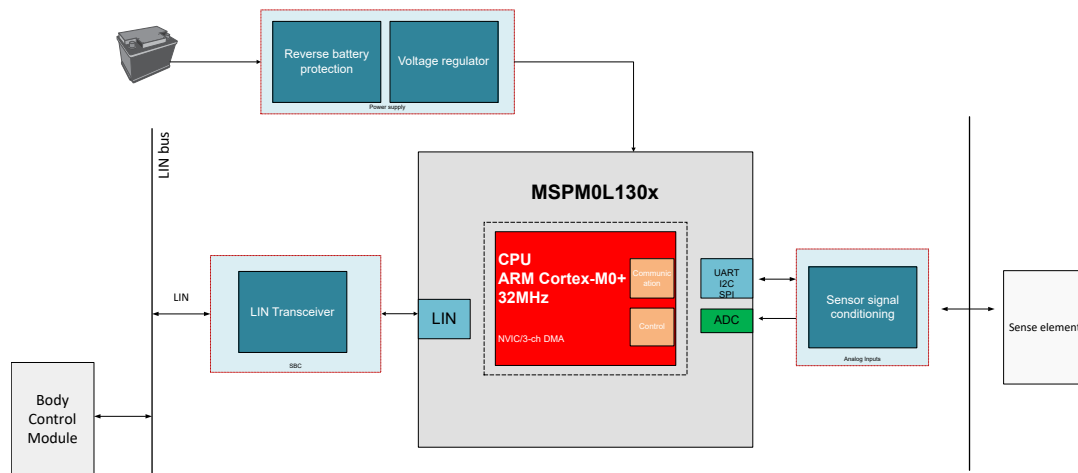 Reverse battery
protection
Voltage regulator
Power supply
LIN bus
MSPM0L130x
CPU
ARM Cortex-M0+
32MHz
NVIC/3-ch DMA
Communic
ation
Control
LIN
UART
I2C
SPI
ADC
LIN
LIN Transceiver
SBC
Sensor signal
conditioning
Analog Inputs
Sense element
Body
Control
Module